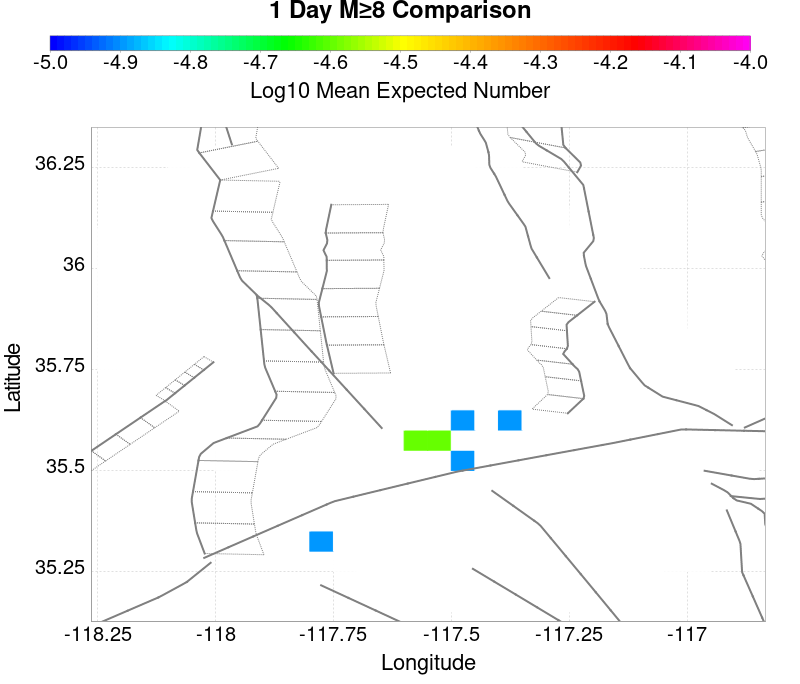 1 Day M≥8 Comparison
-5.0 -4.9 -4.8 -4.7 -4.6 -4.5 -4.4 -4.3 -4.2 -4.1 -4.0
Log10 Mean Expected Number
36.25
36
35.75
35.5
35.25
Latitude
-118.25 -118 -117.75 -117.5 -117.25 -117
Longitude